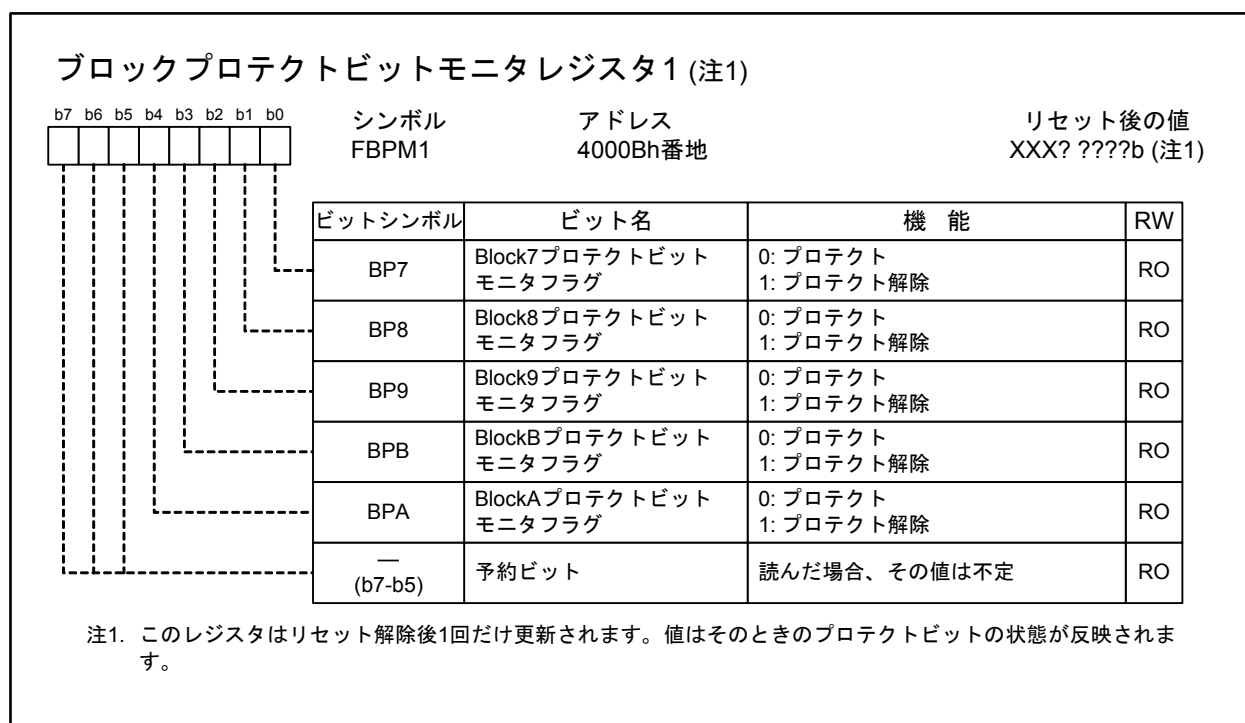 ブロックプロテクトビットモニタレジスタ1 (注1)
b7 b6 b5 b4 b3 b2 b1 b0
シンボル アドレス リセット後の値
FBPM1 4000Bh番地 XXX? ????b (注1)
ビットシンボル ビット名 機 能 RW
BP7 Block7プロテクトビット
モニタフラグ 0: プロテクト
1: プロテクト解除 RO
BP8 Block8プロテクトビット
モニタフラグ 0: プロテクト
1: プロテクト解除 RO
BP9 Block9プロテクトビット
モニタフラグ 0: プロテクト
1: プロテクト解除 RO
BPB BlockBプロテクトビット
モニタフラグ 0: プロテクト
1: プロテクト解除 RO
BPA BlockAプロテクトビット
モニタフラグ 0: プロテクト
1: プロテクト解除 RO
—
(b7-b5) 予約ビット 読んだ場合、その値は不定 RO
注1. このレジスタはリセット解除後1回だけ更新されます。値はそのときのプロテクトビットの状態が反映されま
す。